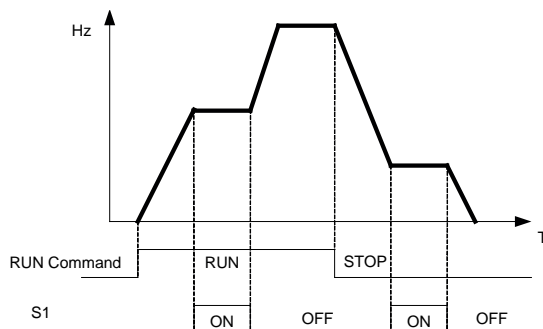 Hz
T
RUN Command RUN STOP
S1 ON OFF ON OFF